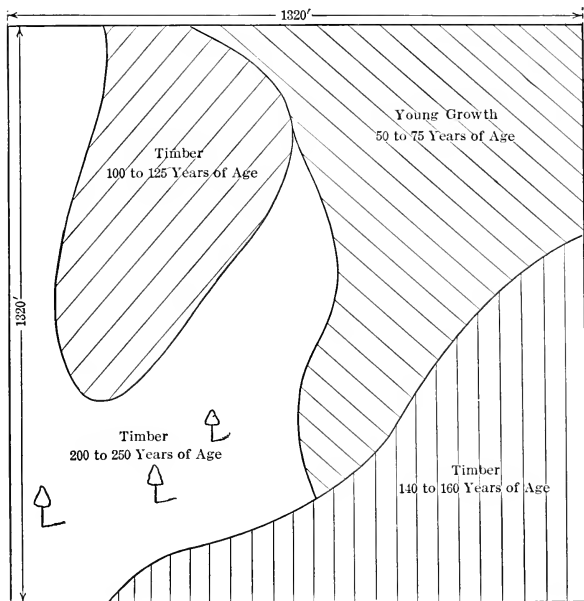 1320′
Young Growth
50 to 75 Years of Age
Timber
100 to 125 Years of Age
1320′
Timber
200 to 250 Years of Age
Timber
140 to 160 Years of Age